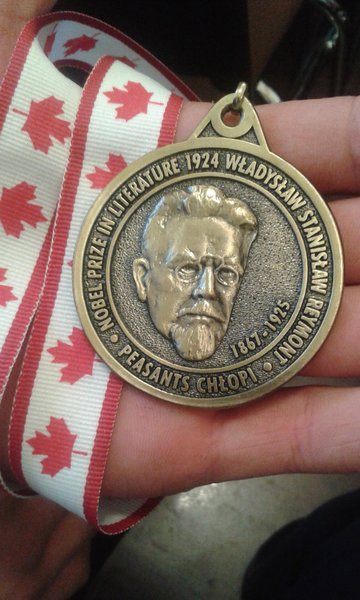 • NOBEL PRIZE IN LITERATURE 1924 WŁADYSŁAW STANISŁAW REYMONT •
1867-1925
PEASANTS CHŁOPI